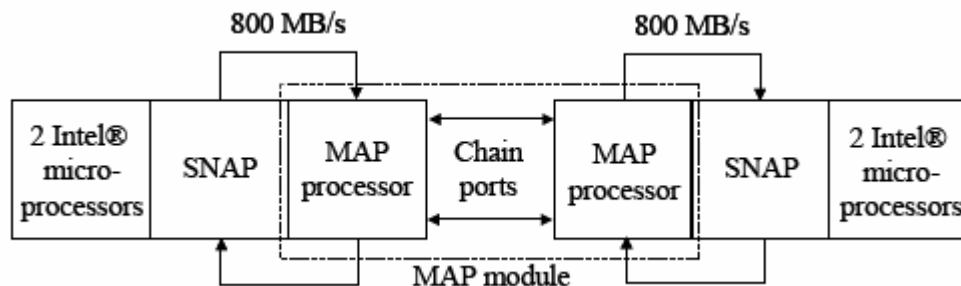 800 MB/s
800 MB/s
2 Intel®
micro-
processors
SNAP
MAP
processor
Chain
ports
MAP
processor
SNAP
2 Intel®
micro-
processors
MAP module